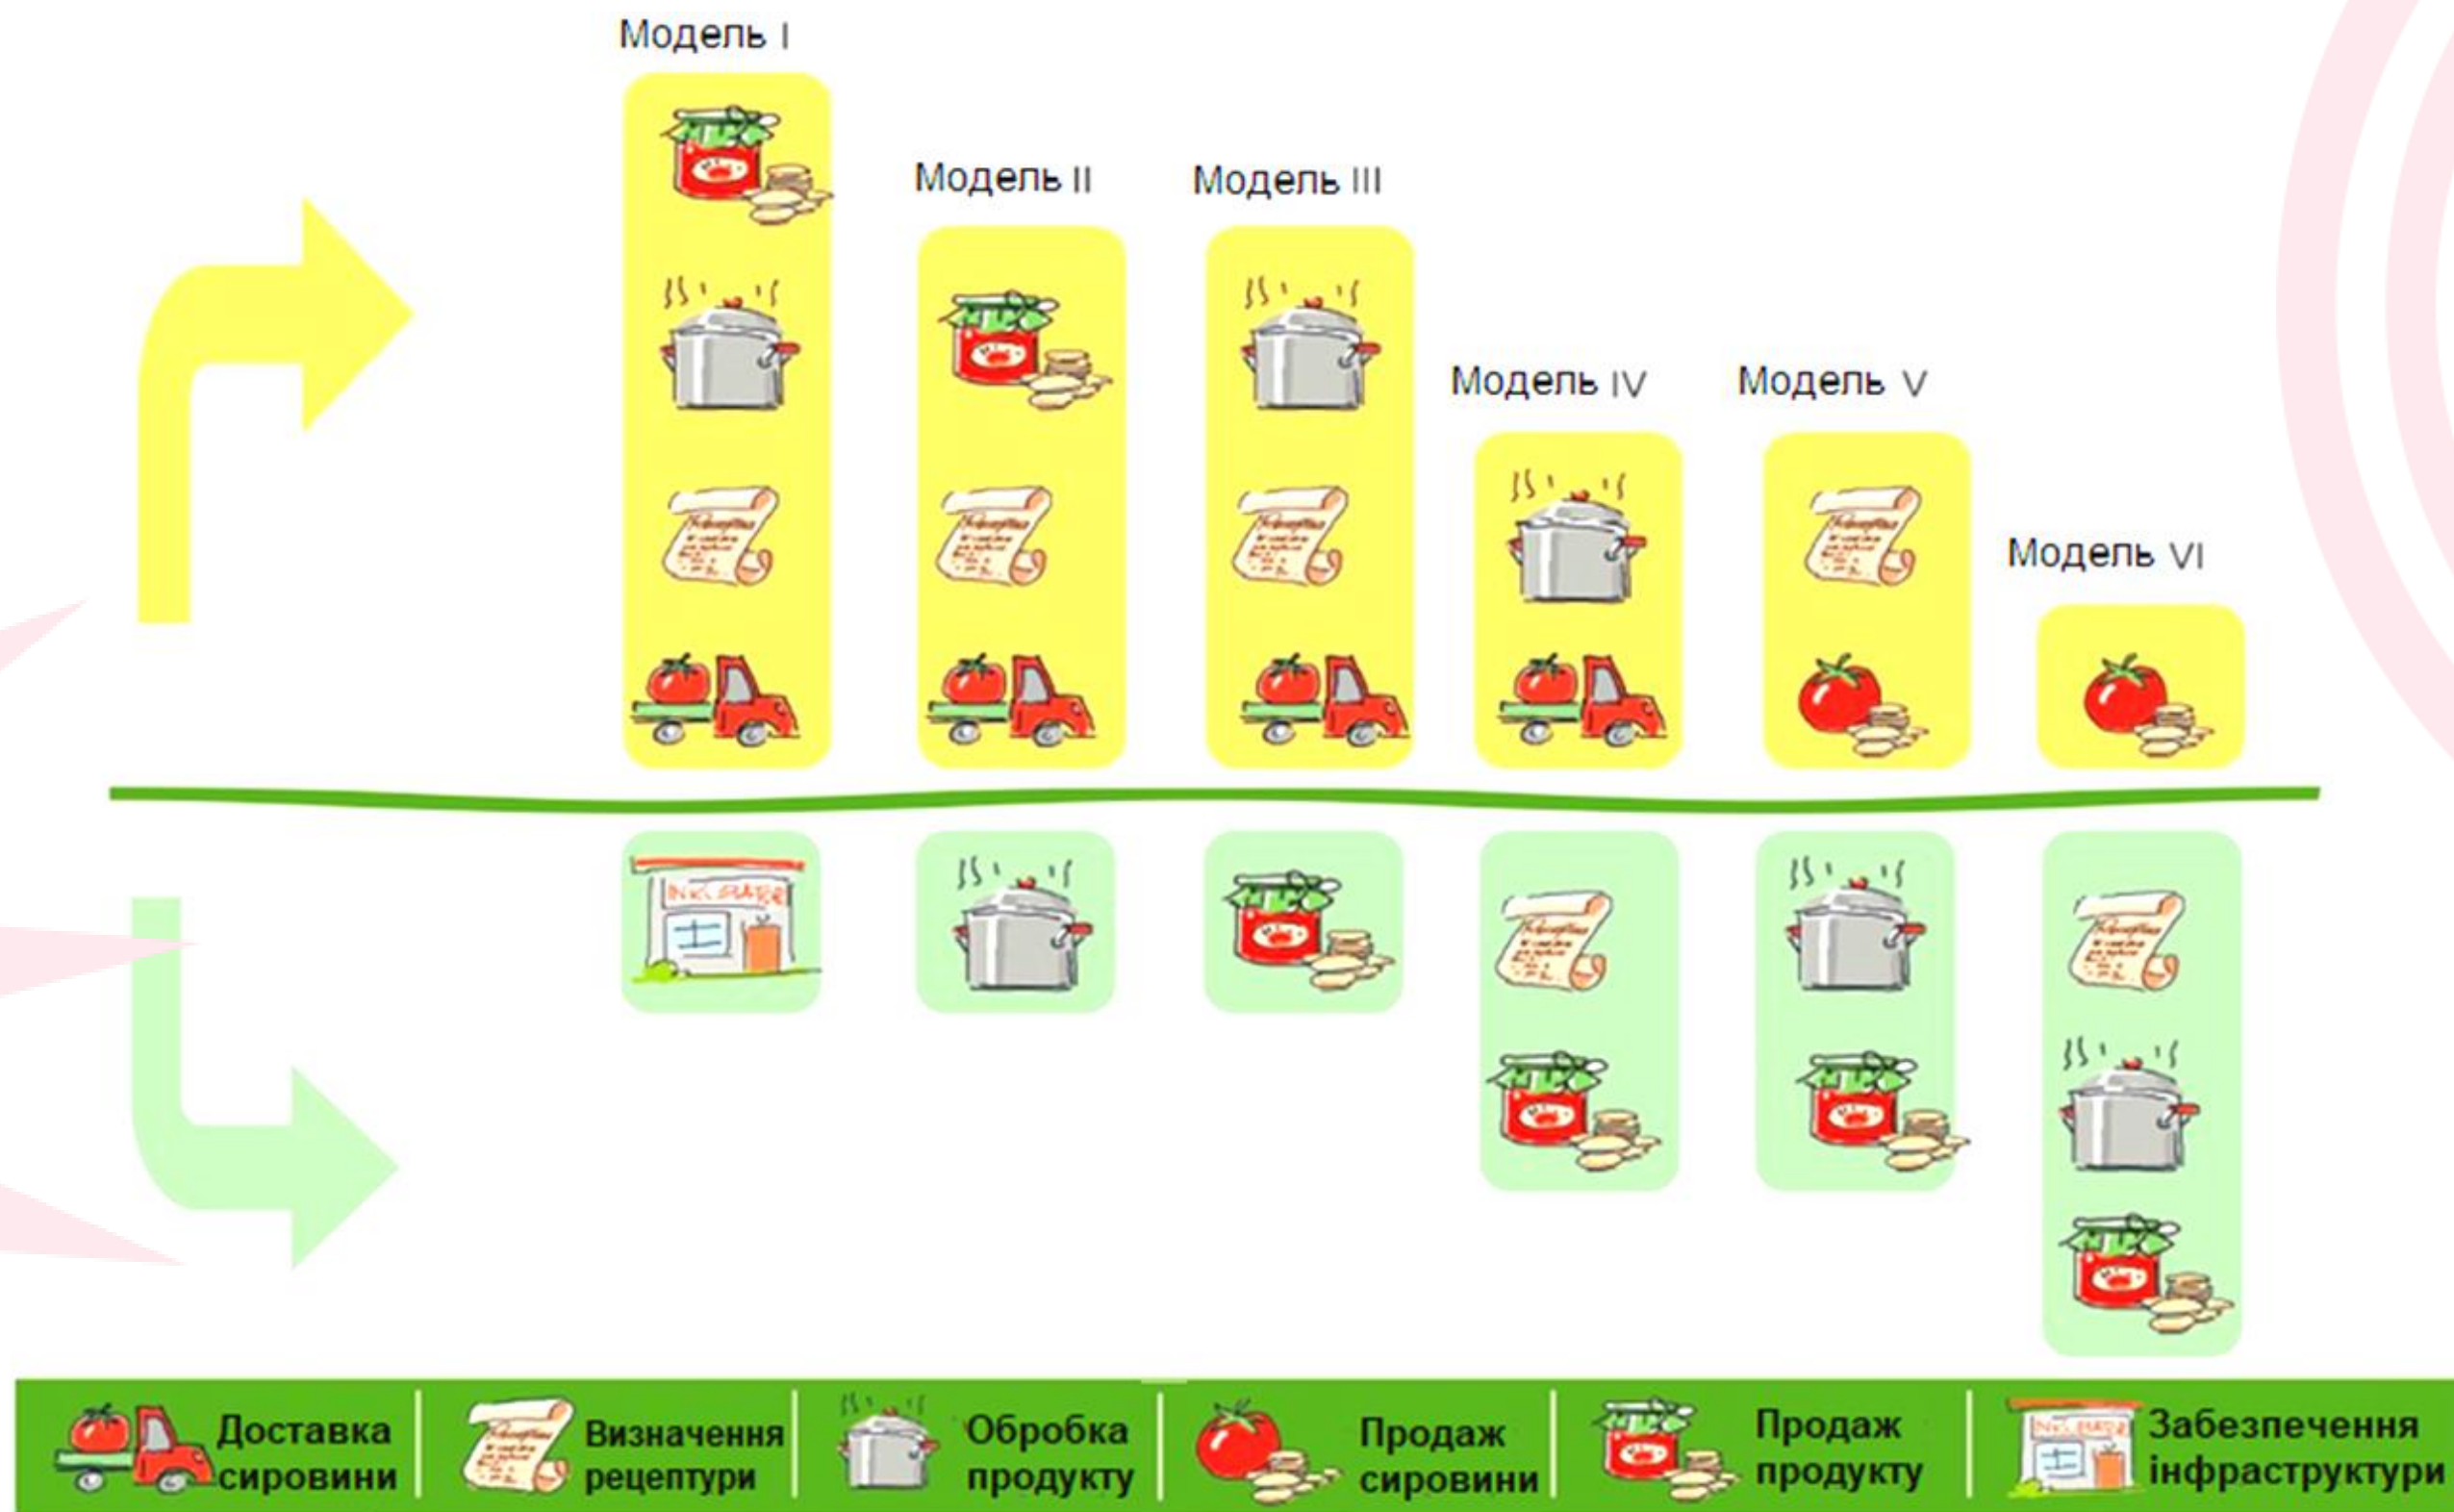 Модель I
Модель II
Модель III
Модель IV
Модель V
Модель VI
Доставка
сировини
Визначення
рецептури
Обробка
продукту
Продаж
сировини
Продаж
продукту
Забезпечення
інфраструктури